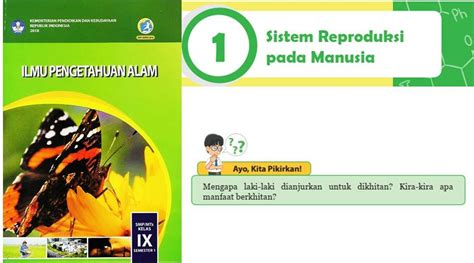 KEMENTERIAN PENDIDIKAN DAN KEBUDAYAAN
REPUBLIK INDONESIA
2018
ILMU PENGETAHUAN ALAM
SMP/MTs
KELAS
IX
SEMESTER 1
1
Sistem Reproduksi
pada Manusia
Ph
???
Ayo, Kita Pikirkan!
Mengapa laki-laki dianjurkan untuk dikhitan? Kira-kira apa
manfaat berkhitan?